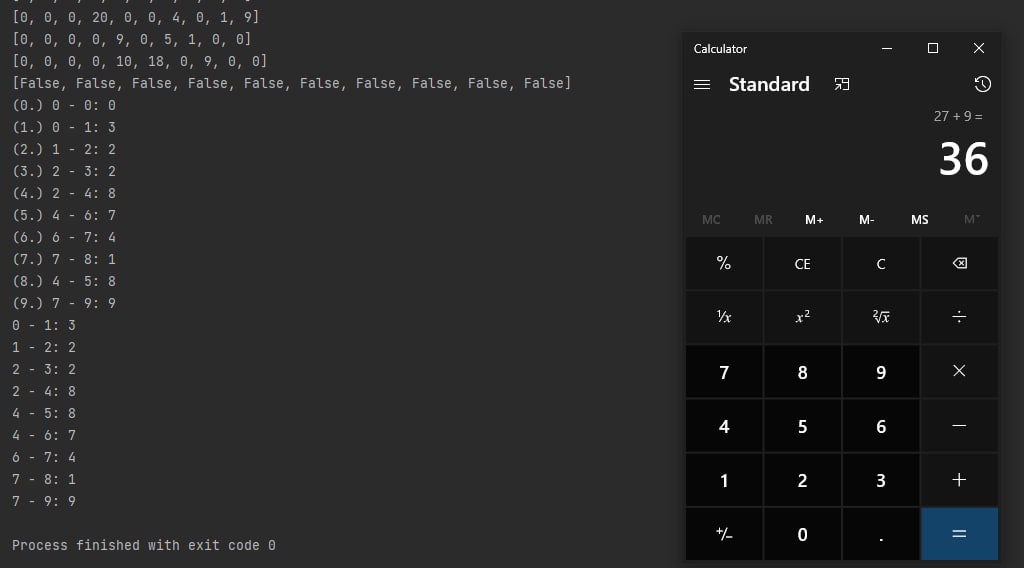 [0, 0, 0, 20, 0, 0, 4, 0, 1, 9]
[0, 0, 0, 0, 9, 0, 5, 1, 0, 0]
[0, 0, 0, 0, 10, 18, 0, 9, 0, 0]
[False, False, False, False, False, False, False, False, False, False]
(0.) 0 - 0: 0
(1.) 0 - 1: 3
(2.) 1 - 2: 2
(3.) 2 - 3: 2
(4.) 2 - 4: 8
(5.) 4 - 6: 7
(6.) 6 - 7: 4
(7.) 7 - 8: 1
(8.) 4 - 5: 8
(9.) 7 - 9: 9
0 - 1: 3
1 - 2: 2
2 - 3: 2
2 - 4: 8
4 - 5: 8
4 - 6: 7
6 - 7: 4
7 - 8: 1
7 - 9: 9
Process finished with exit code 0
Calculator
Standard
27 + 9 =
36
MC MR M+ M- MS M˅
% CE C
¹/x x² ²√x ÷
7 8 9 ×
4 5 6 −
1 2 3 +
+/− 0 . =